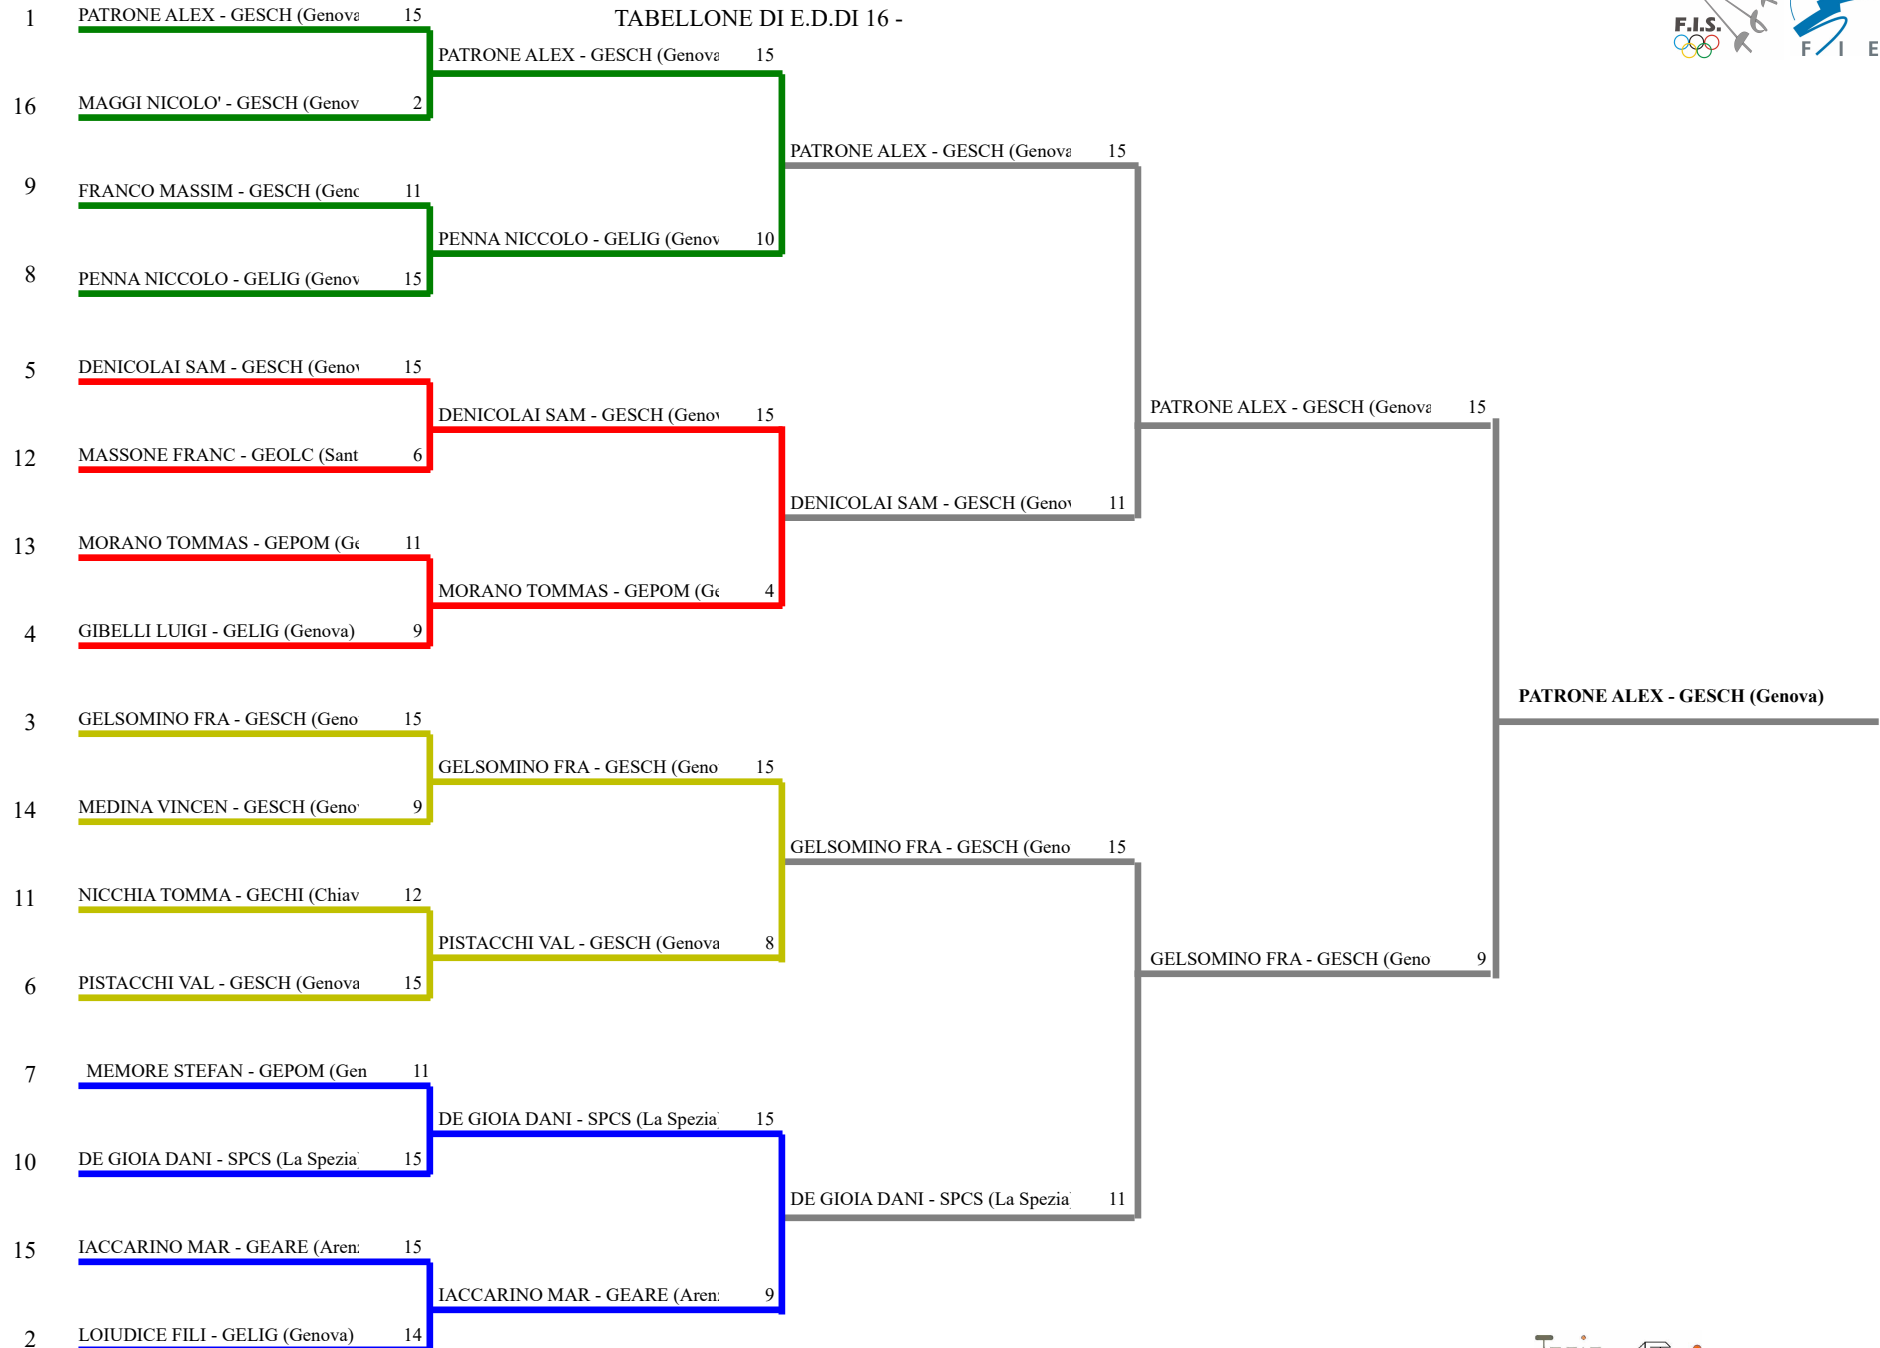 TABELLONE DI E.D.DI 16 -
F.I.S.
F I E
1 PATRONE ALEX - GESCH (Genova 15
PATRONE ALEX - GESCH (Genova 15
16 MAGGI NICOLO' - GESCH (Genov 2
PATRONE ALEX - GESCH (Genova 15
9 FRANCO MASSIM - GESCH (Geno 11
PENNA NICCOLO - GELIG (Genov 10
8 PENNA NICCOLO - GELIG (Genov 15
5 DENICOLAI SAM - GESCH (Genov 15
PATRONE ALEX - GESCH (Genova 15
DENICOLAI SAM - GESCH (Genov 15
12 MASSONE FRANC - GEOLC (Sant 6
DENICOLAI SAM - GESCH (Genov 11
13 MORANO TOMMAS - GEPOM (Ge 11
MORANO TOMMAS - GEPOM (Ge 4
4 GIBELLI LUIGI - GELIG (Genova) 9
PATRONE ALEX - GESCH (Genova)
3 GELSOMINO FRA - GESCH (Geno 15
GELSOMINO FRA - GESCH (Geno 15
14 MEDINA VINCEN - GESCH (Geno 9
GELSOMINO FRA - GESCH (Geno 15
11 NICCHIA TOMMA - GECHI (Chiav 12
PISTACCHI VAL - GESCH (Genova 8
GELSOMINO FRA - GESCH (Geno 9
6 PISTACCHI VAL - GESCH (Genova 15
7 MEMORE STEFAN - GEPOM (Gen 11
DE GIOIA DANI - SPCS (La Spezia 15
10 DE GIOIA DANI - SPCS (La Spezia 15
DE GIOIA DANI - SPCS (La Spezia 11
15 IACCARINO MAR - GEARE (Aren 15
IACCARINO MAR - GEARE (Aren 9
2 LOIUDICE FILI - GELIG (Genova) 14